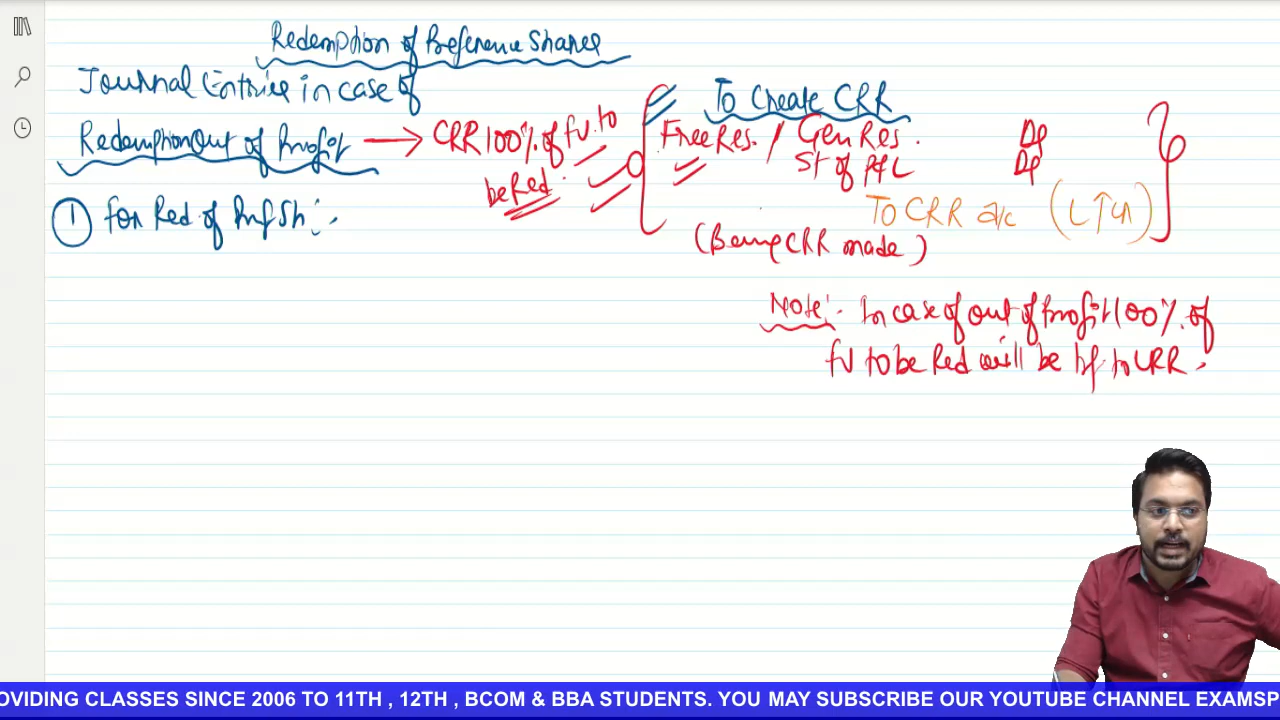 Redemption of Preference Shares
Journal Entries in case of
Redemption Out of Profit → CRR 100% of FV to
be Red.
① For Red of Pref Sh :-
To Create CRR
Free Res. / Gen Res. Dr
St of P/L Dr
To CRR a/c (L↑Cr)
(Being CRR made)
Note:- In case of out of Profit 100% of
FV to be Red will be tf to CRR.
OVIDING CLASSES SINCE 2006 TO 11TH , 12TH , BCOM & BBA STUDENTS. YOU MAY SUBSCRIBE OUR YOUTUBE CHANNEL EXAMSP